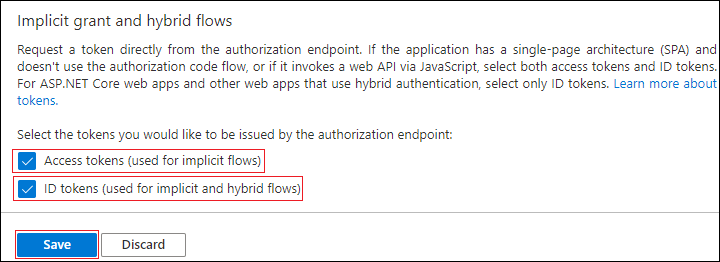 Implicit grant and hybrid flows
Request a token directly from the authorization endpoint. If the application has a single-page architecture (SPA) and
doesn't use the authorization code flow, or if it invokes a web API via JavaScript, select both access tokens and ID tokens.
For ASP.NET Core web apps and other web apps that use hybrid authentication, select only ID tokens. Learn more about
tokens.
Select the tokens you would like to be issued by the authorization endpoint:
Access tokens (used for implicit flows)
ID tokens (used for implicit and hybrid flows)
Save Discard